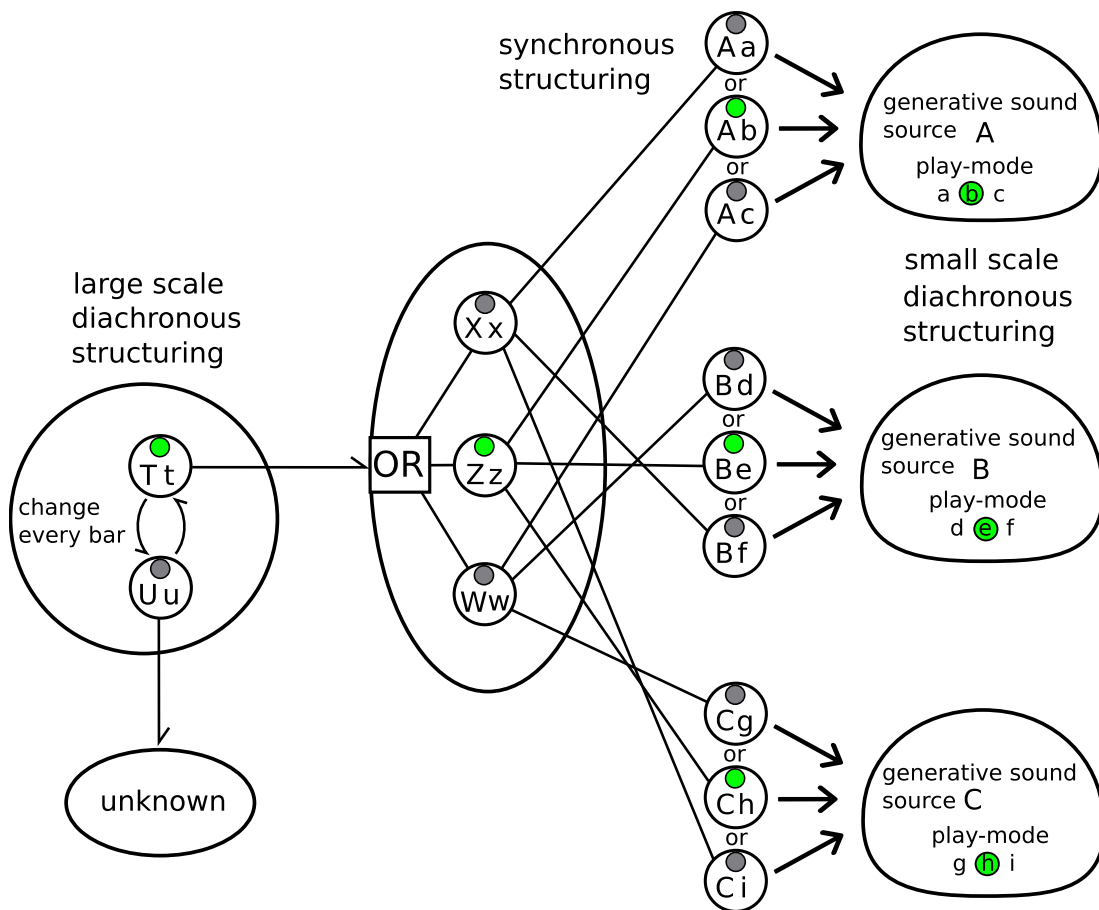 synchronous
structuring
Aa
or
Ab
or
Ac
generative sound
source A
play-mode
a b c
large scale
diachronous
structuring
small scale
diachronous
structuring
Tt
change
every bar
Uu
unknown
OR
Xx
Zz
Ww
Bd
or
Be
or
Bf
generative sound
source B
play-mode
d e f
Cg
or
Ch
or
Ci
generative sound
source C
play-mode
g h i